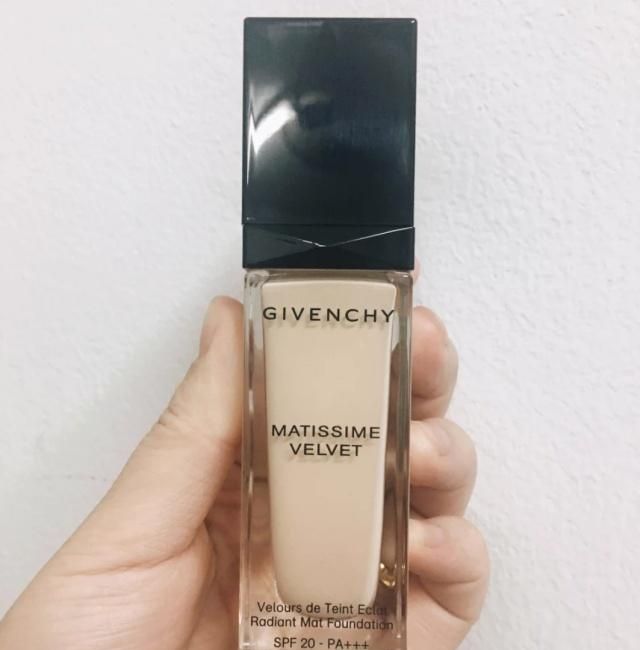 GIVENCHY
MATISSIME
VELVET
Velours de Teint Eclat
Radiant Mat Foundation
SPF 20 - PA+++